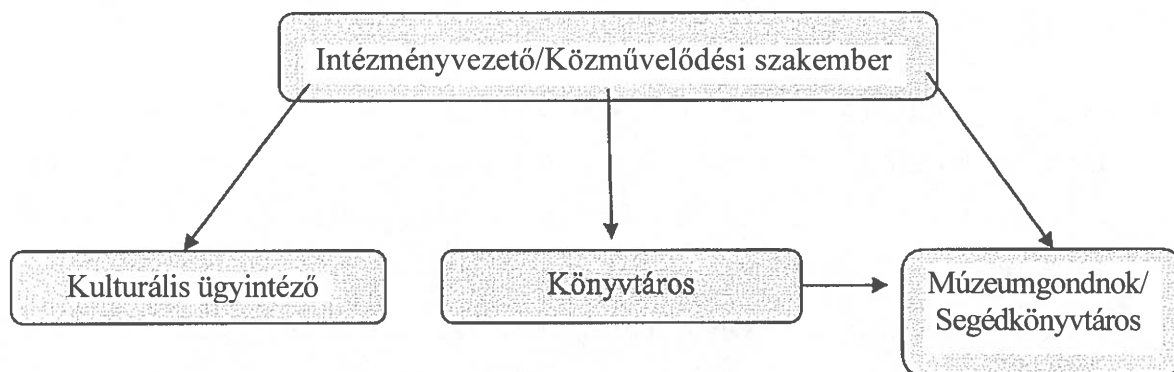 Intézményvezető/Közművelődési szakember
Kulturális ügyintéző
Könyvtáros
Múzeumgondnok/
Segédkönyvtáros